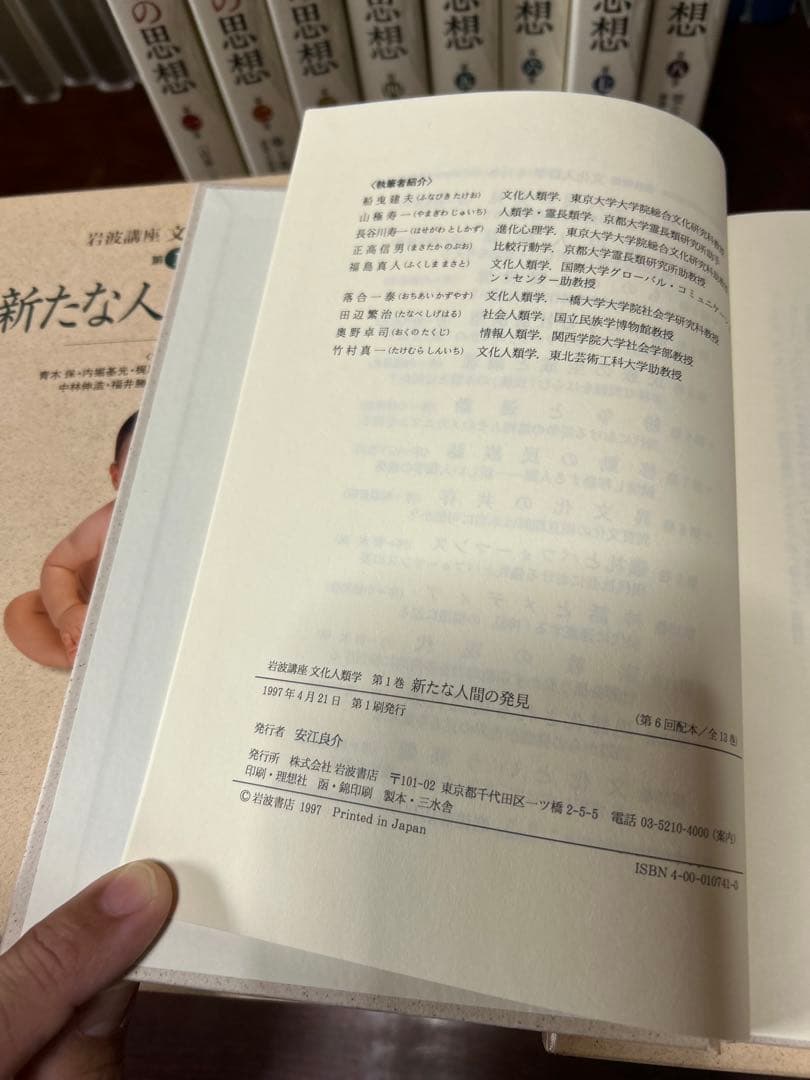 の思想
の思想
の思想
思想
思想
思想
思想
思想
岩波講座 文
新たな人
青木 保・内堀基光・梶
中林伸浩・福井勝
〈執筆者紹介〉
船曳建夫(ふなびき たけお) 文化人類学，東京大学大学院総合文化研究科教授
山極寿一(やまぎわ じゅいち) 人類学・霊長類学，京都大学霊長類研究所助手
長谷川寿一(はせがわ としかず) 進化心理学，東京大学大学院総合文化研究科助教授
正高信男(まさたか のぶお) 比較行動学，京都大学霊長類研究所助教授
福島真人(ふくしま まさと) 文化人類学，国際大学グローバル・コミュニケーショ
ン・センター助教授
落合一泰(おちあい かずやす) 文化人類学，一橋大学大学院社会学研究科教授
田辺繁治(たなべ しげはる) 社会人類学，国立民族学博物館教授
奥野卓司(おくの たくじ) 情報人類学，関西学院大学社会学部教授
竹村真一(たけむら しんいち) 文化人類学，東北芸術工科大学助教授
岩波講座 文化人類学 第1巻 新たな人間の発見
(第6回配本／全13巻)
1997年4月21日 第1刷発行
発行者 安江良介
発行所 株式会社 岩波書店 〒101-02 東京都千代田区一ツ橋2-5-5 電話 03-5210-4000(案内)
印刷・理想社 函・錦印刷 製本・三水舎
©岩波書店 1997 Printed in Japan
ISBN 4-00-010741-0